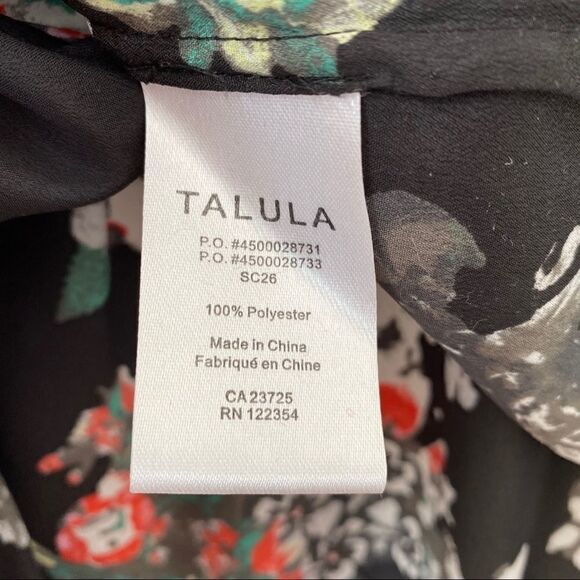 TALULA
P.O. #4500028731
P.O. #4500028733
SC26
100% Polyester
Made in China
Fabriqué en Chine
CA 23725
RN 122354